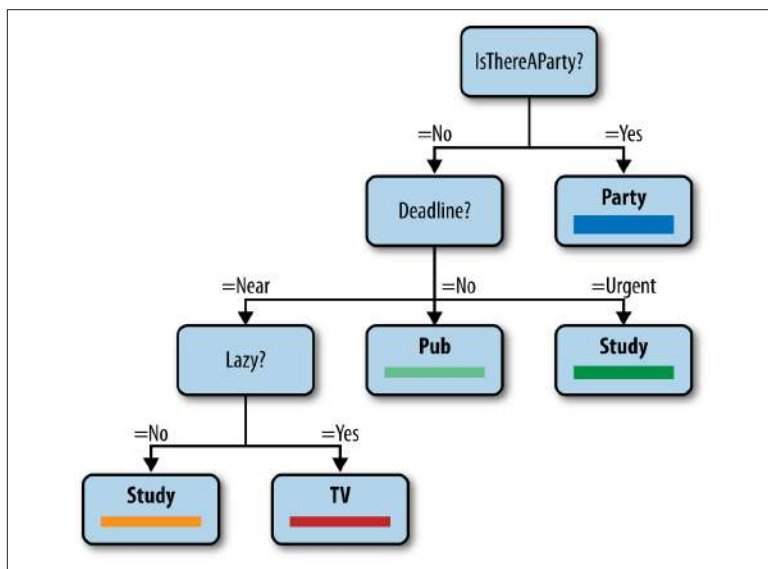 IsThereAParty?
=No
=Yes
Deadline?
Party
=Near
=No
=Urgent
Lazy?
Pub
Study
=No
=Yes
Study
TV